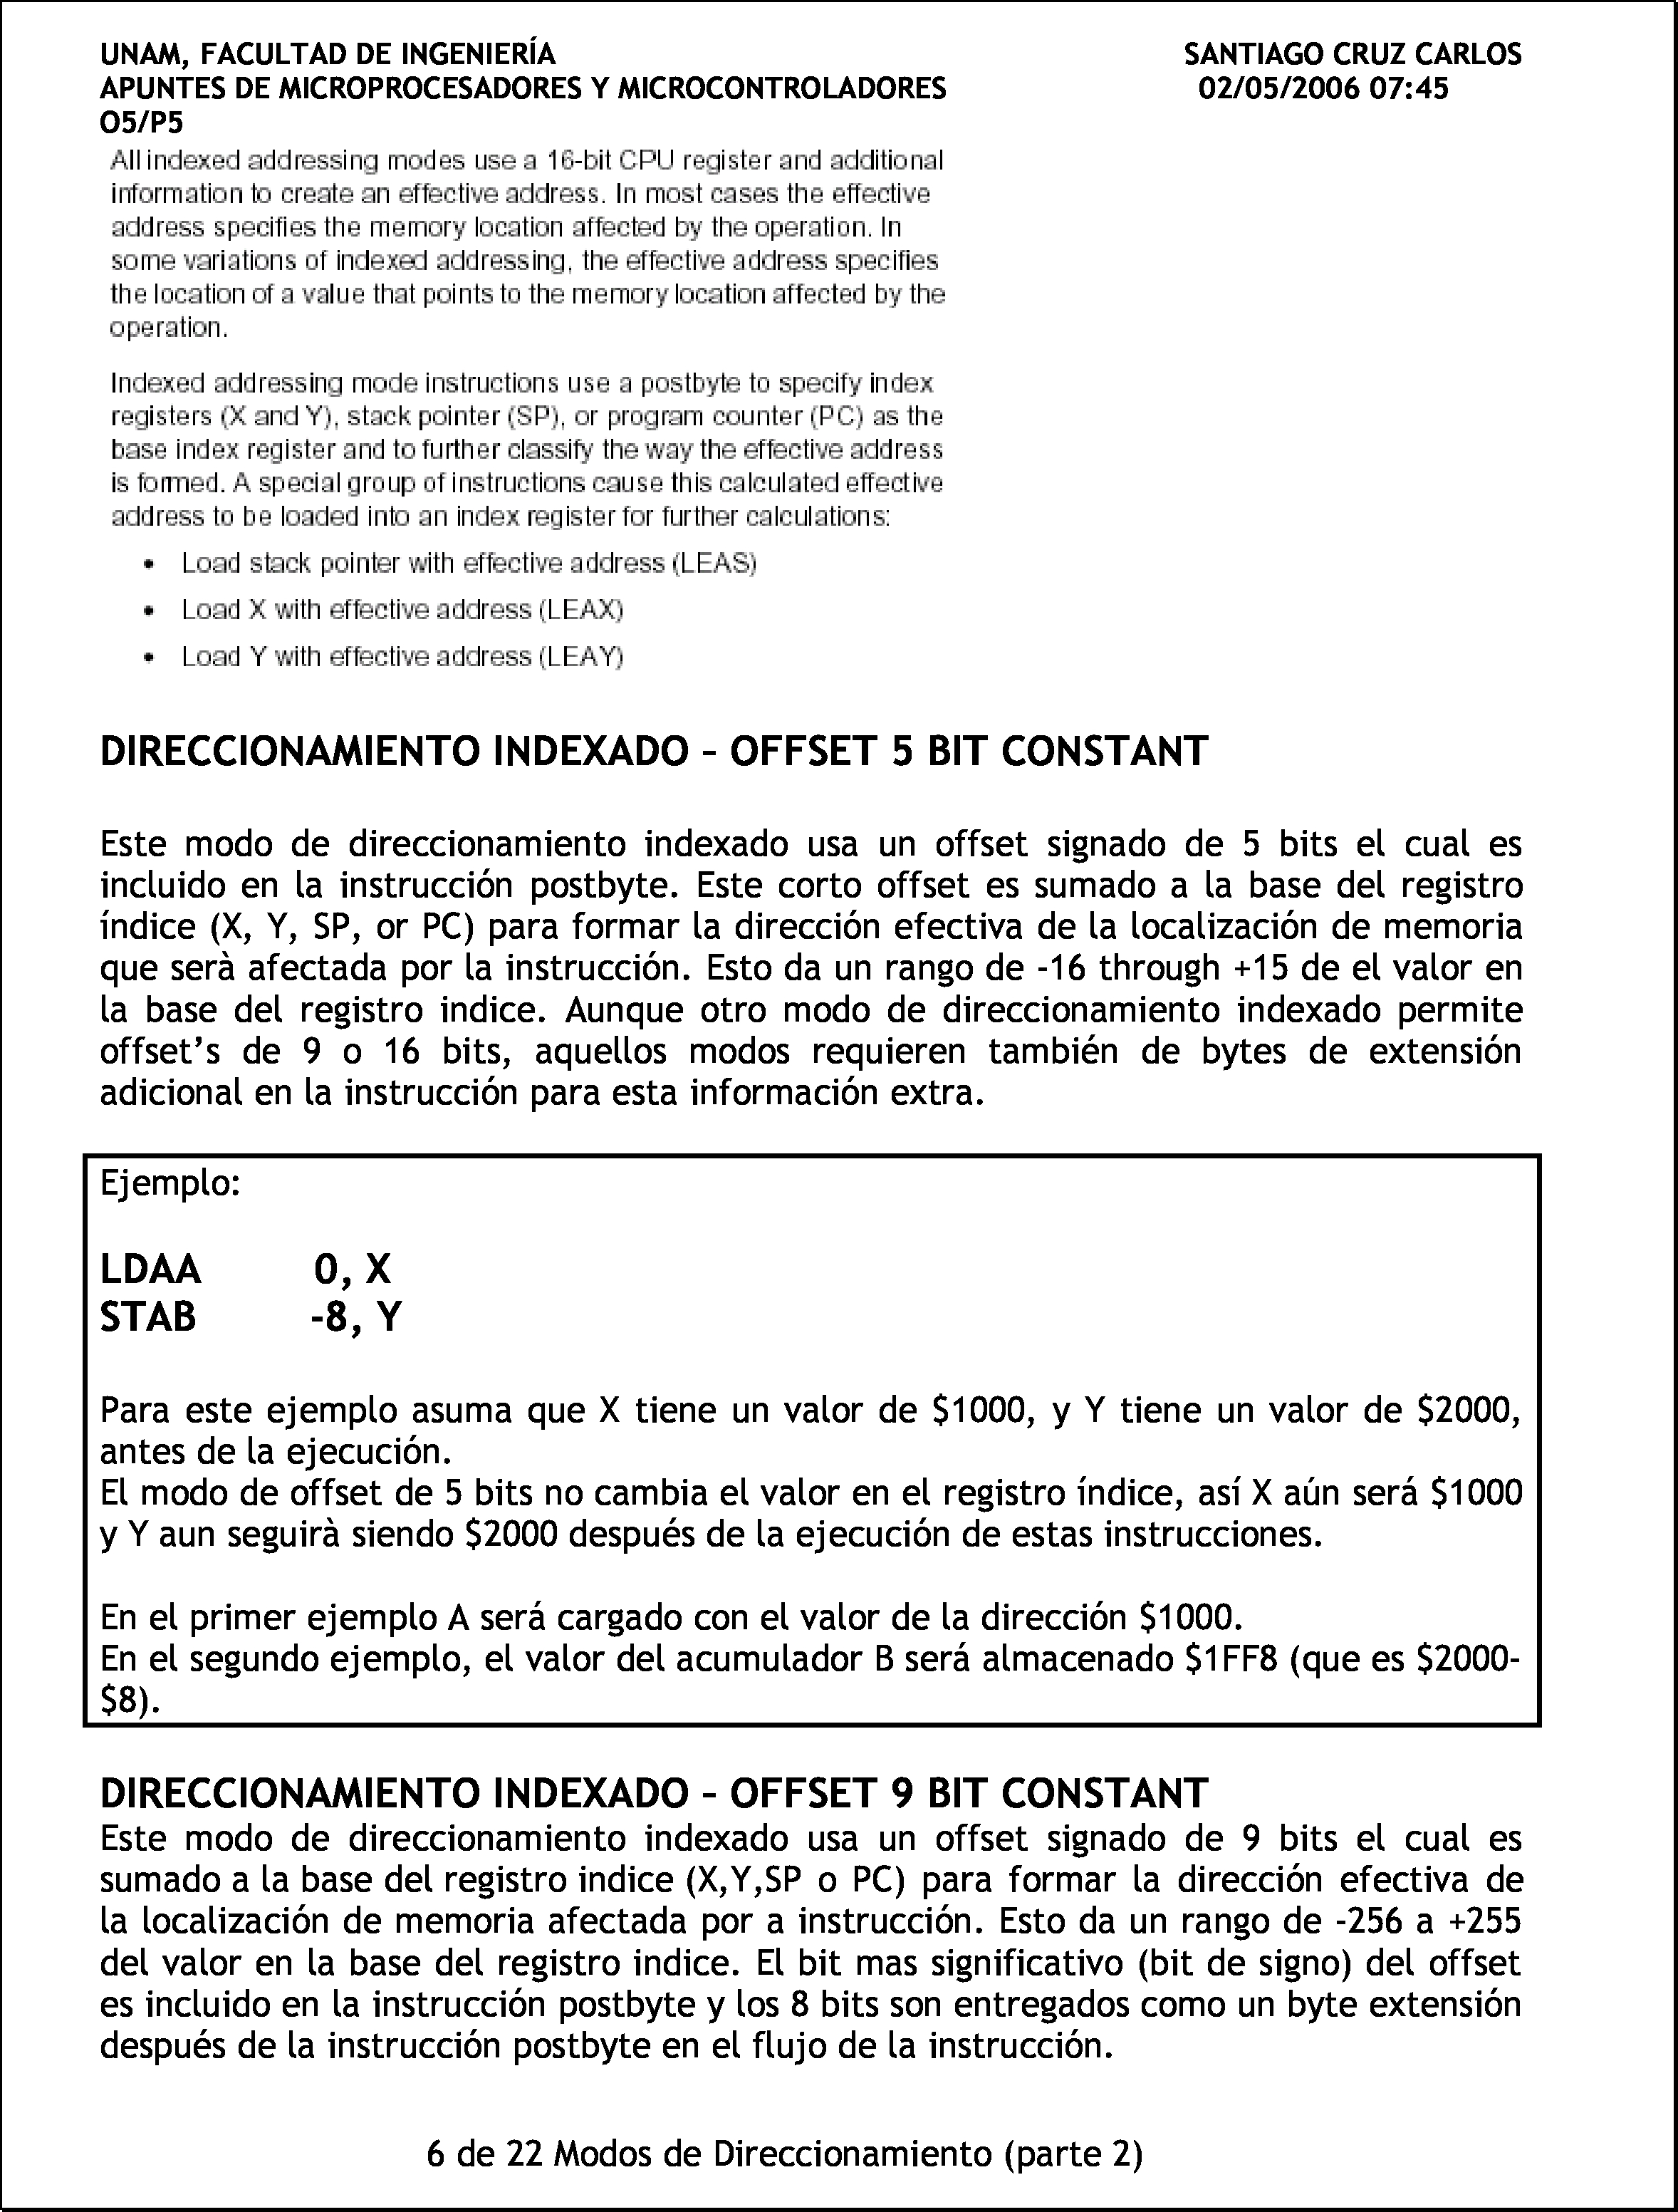 UNAM, FACULTAD DE INGENIERÍA SANTIAGO CRUZ CARLOS
APUNTES DE MICROPROCESADORES Y MICROCONTROLADORES 02/05/2006 07:45
O5/P5
All indexed addressing modes use a 16-bit CPU register and additional
information to create an effective address. In most cases the effective
address specifies the memory location affected by the operation. In
some variations of indexed addressing, the effective address specifies
the location of a value that points to the memory location affected by the
operation.
Indexed addressing mode instructions use a postbyte to specify index
registers (X and Y), stack pointer (SP), or program counter (PC) as the
base index register and to further classify the way the effective address
is formed. A special group of instructions cause this calculated effective
address to be loaded into an index register for further calculations:
• Load stack pointer with effective address (LEAS)
• Load X with effective address (LEAX)
• Load Y with effective address (LEAY)
DIRECCIONAMIENTO INDEXADO – OFFSET 5 BIT CONSTANT
Este modo de direccionamiento indexado usa un offset signado de 5 bits el cual es
incluido en la instrucción postbyte. Este corto offset es sumado a la base del registro
índice (X, Y, SP, or PC) para formar la dirección efectiva de la localización de memoria
que serà afectada por la instrucción. Esto da un rango de -16 through +15 de el valor en
la base del registro indice. Aunque otro modo de direccionamiento indexado permite
offset’s de 9 o 16 bits, aquellos modos requieren también de bytes de extensión
adicional en la instrucción para esta información extra.
Ejemplo:
LDAA 0, X
STAB -8, Y
Para este ejemplo asuma que X tiene un valor de $1000, y Y tiene un valor de $2000,
antes de la ejecución.
El modo de offset de 5 bits no cambia el valor en el registro índice, así X aún será $1000
y Y aun seguirà siendo $2000 después de la ejecución de estas instrucciones.
En el primer ejemplo A será cargado con el valor de la dirección $1000.
En el segundo ejemplo, el valor del acumulador B será almacenado $1FF8 (que es $2000-
$8).
DIRECCIONAMIENTO INDEXADO – OFFSET 9 BIT CONSTANT
Este modo de direccionamiento indexado usa un offset signado de 9 bits el cual es
sumado a la base del registro indice (X,Y,SP o PC) para formar la dirección efectiva de
la localización de memoria afectada por a instrucción. Esto da un rango de -256 a +255
del valor en la base del registro indice. El bit mas significativo (bit de signo) del offset
es incluido en la instrucción postbyte y los 8 bits son entregados como un byte extensión
después de la instrucción postbyte en el flujo de la instrucción.
6 de 22 Modos de Direccionamiento (parte 2)